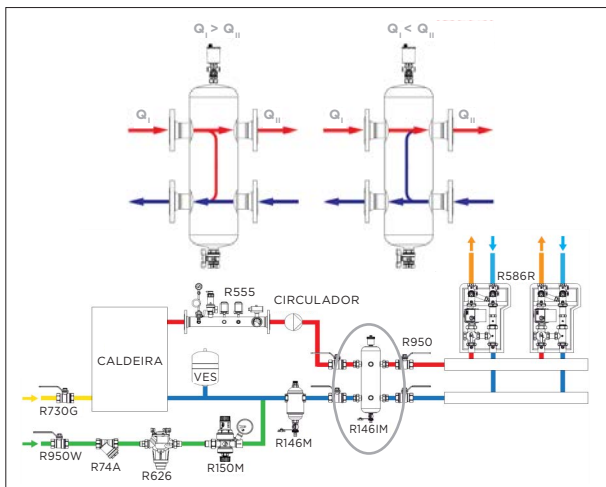 Q_I > Q_II
Q_I < Q_II
Q_I
Q_II
Q_I
Q_II
R586R
R555
CIRCULADOR
R950
CALDEIRA
VES
R730G
R146M
R146IM
R950W
R74A
R626
R150M